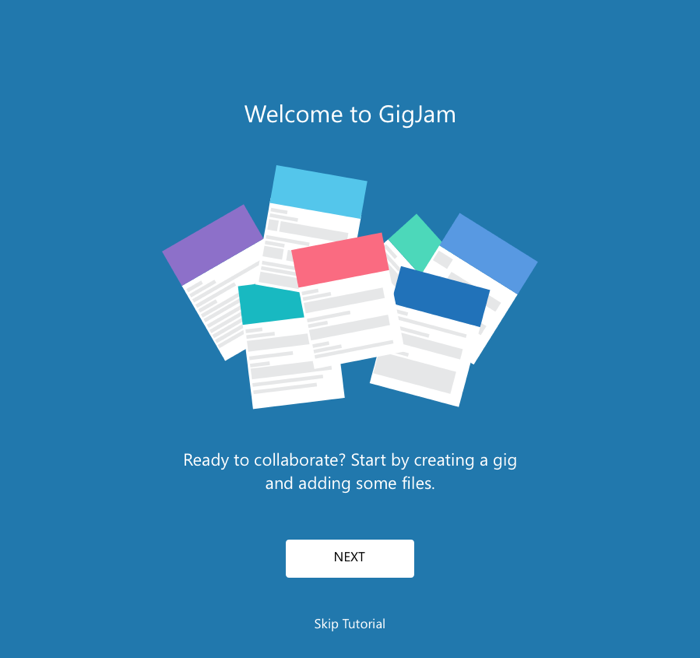 Welcome to GigJam
Ready to collaborate? Start by creating a gig
and adding some files.
NEXT
Skip Tutorial